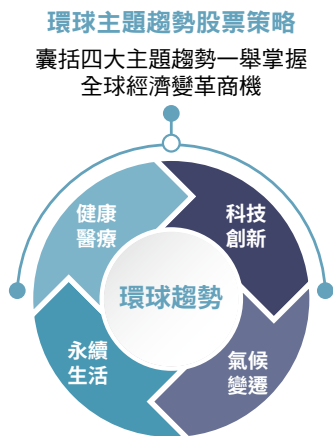 環球主題趨勢股票策略
囊括四大主題趨勢一舉掌握
全球經濟變革商機
健康
醫療
科技
創新
環球趨勢
永續
生活
氣候
變遷